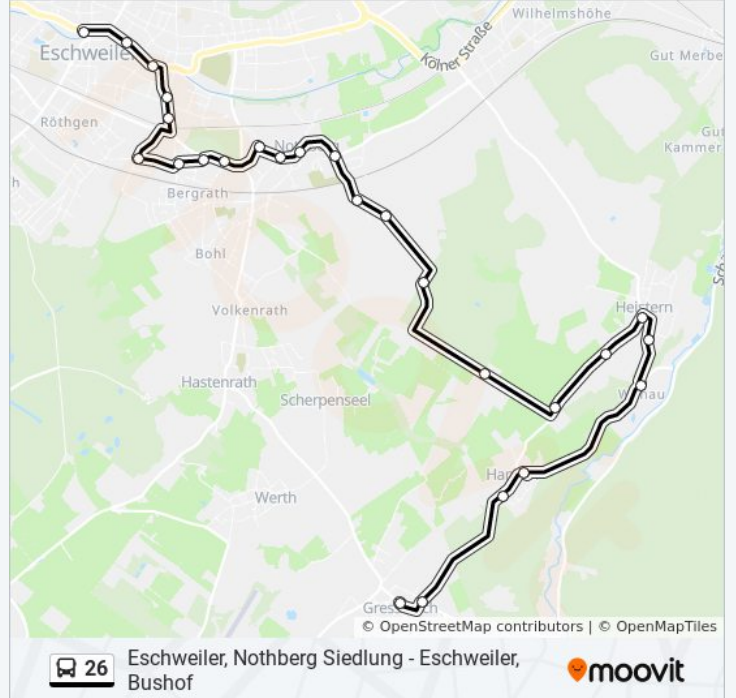 Wilhelmshöhe
Eschweiler
Kölner Straße
Gut Merbe
Röthgen
Gut
Kammer
h
Bergrath
Bohl
Sch
Heistern
Volkenrath
Hastenrath
Scherpenseel
Werth
© OpenStreetMap contributors | © OpenMapTiles
26
Eschweiler, Nothberg Siedlung - Eschweiler,
Bushof
moovit